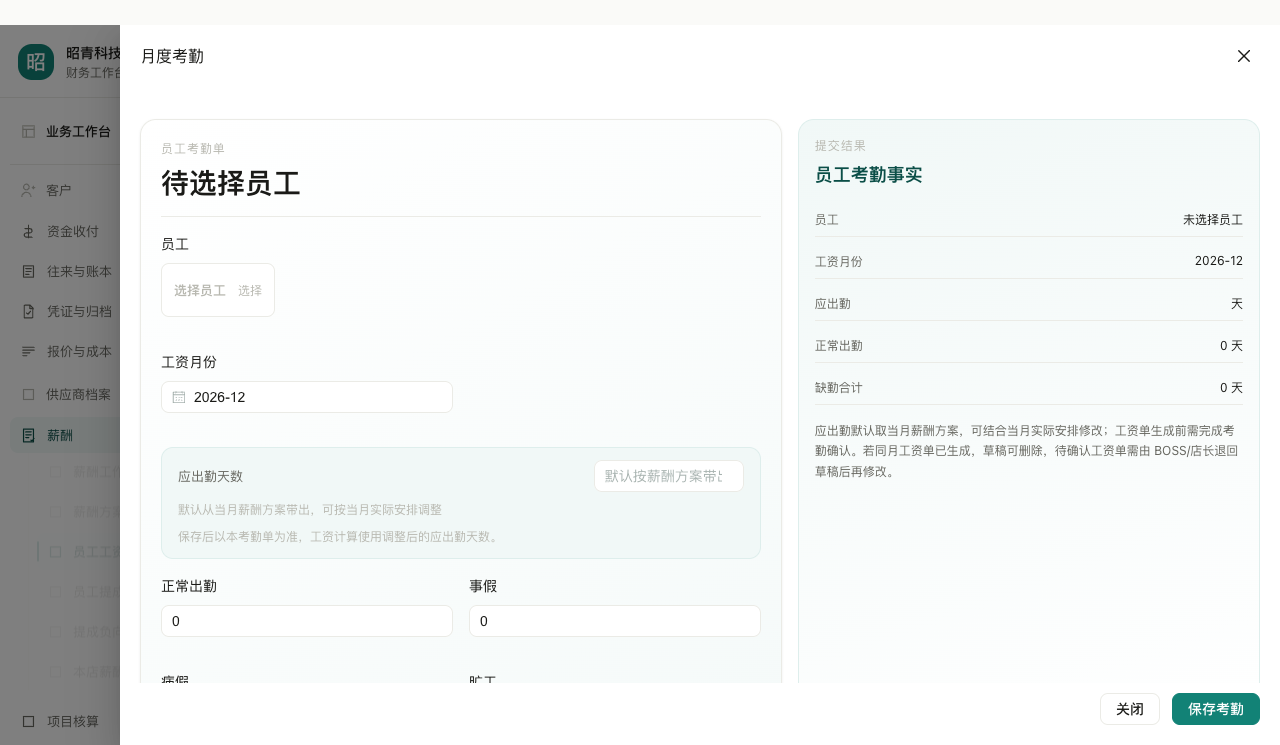 昭
昭青科技
财务工作台
业务工作台
客户
资金收付
往来与账本
凭证与归档
报价与成本
供应商档案
薪酬
项目核算
月度考勤
员工考勤单
待选择员工
员工
选择员工 选择
工资月份
2026-12
应出勤天数
默认按薪酬方案带
默认从当月薪酬方案带出，可按当月实际安排调整
保存后以本考勤单为准，工资计算使用调整后的应出勤天数。
正常出勤 事假
0 0
病假 旷工
提交结果
员工考勤事实
员工 未选择员工
工资月份 2026-12
应出勤 天
正常出勤 0 天
缺勤合计 0 天
应出勤默认取当月薪酬方案，可结合当月实际安排修改；工资单生成前需完成考
勤确认。若同月工资单已生成，草稿可删除，待确认工资单需由 BOSS/店长退回
草稿后再修改。
关闭 保存考勤